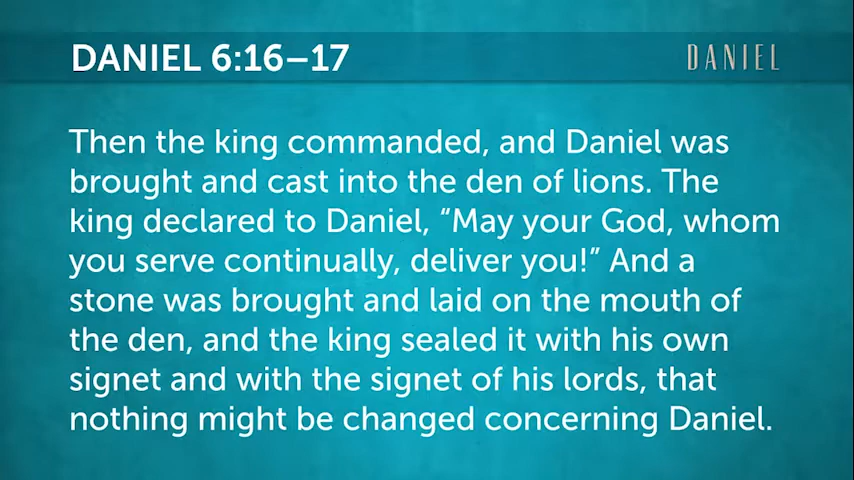 DANIEL 6:16–17
DANIEL
Then the king commanded, and Daniel was
brought and cast into the den of lions. The
king declared to Daniel, “May your God, whom
you serve continually, deliver you!” And a
stone was brought and laid on the mouth of
the den, and the king sealed it with his own
signet and with the signet of his lords, that
nothing might be changed concerning Daniel.